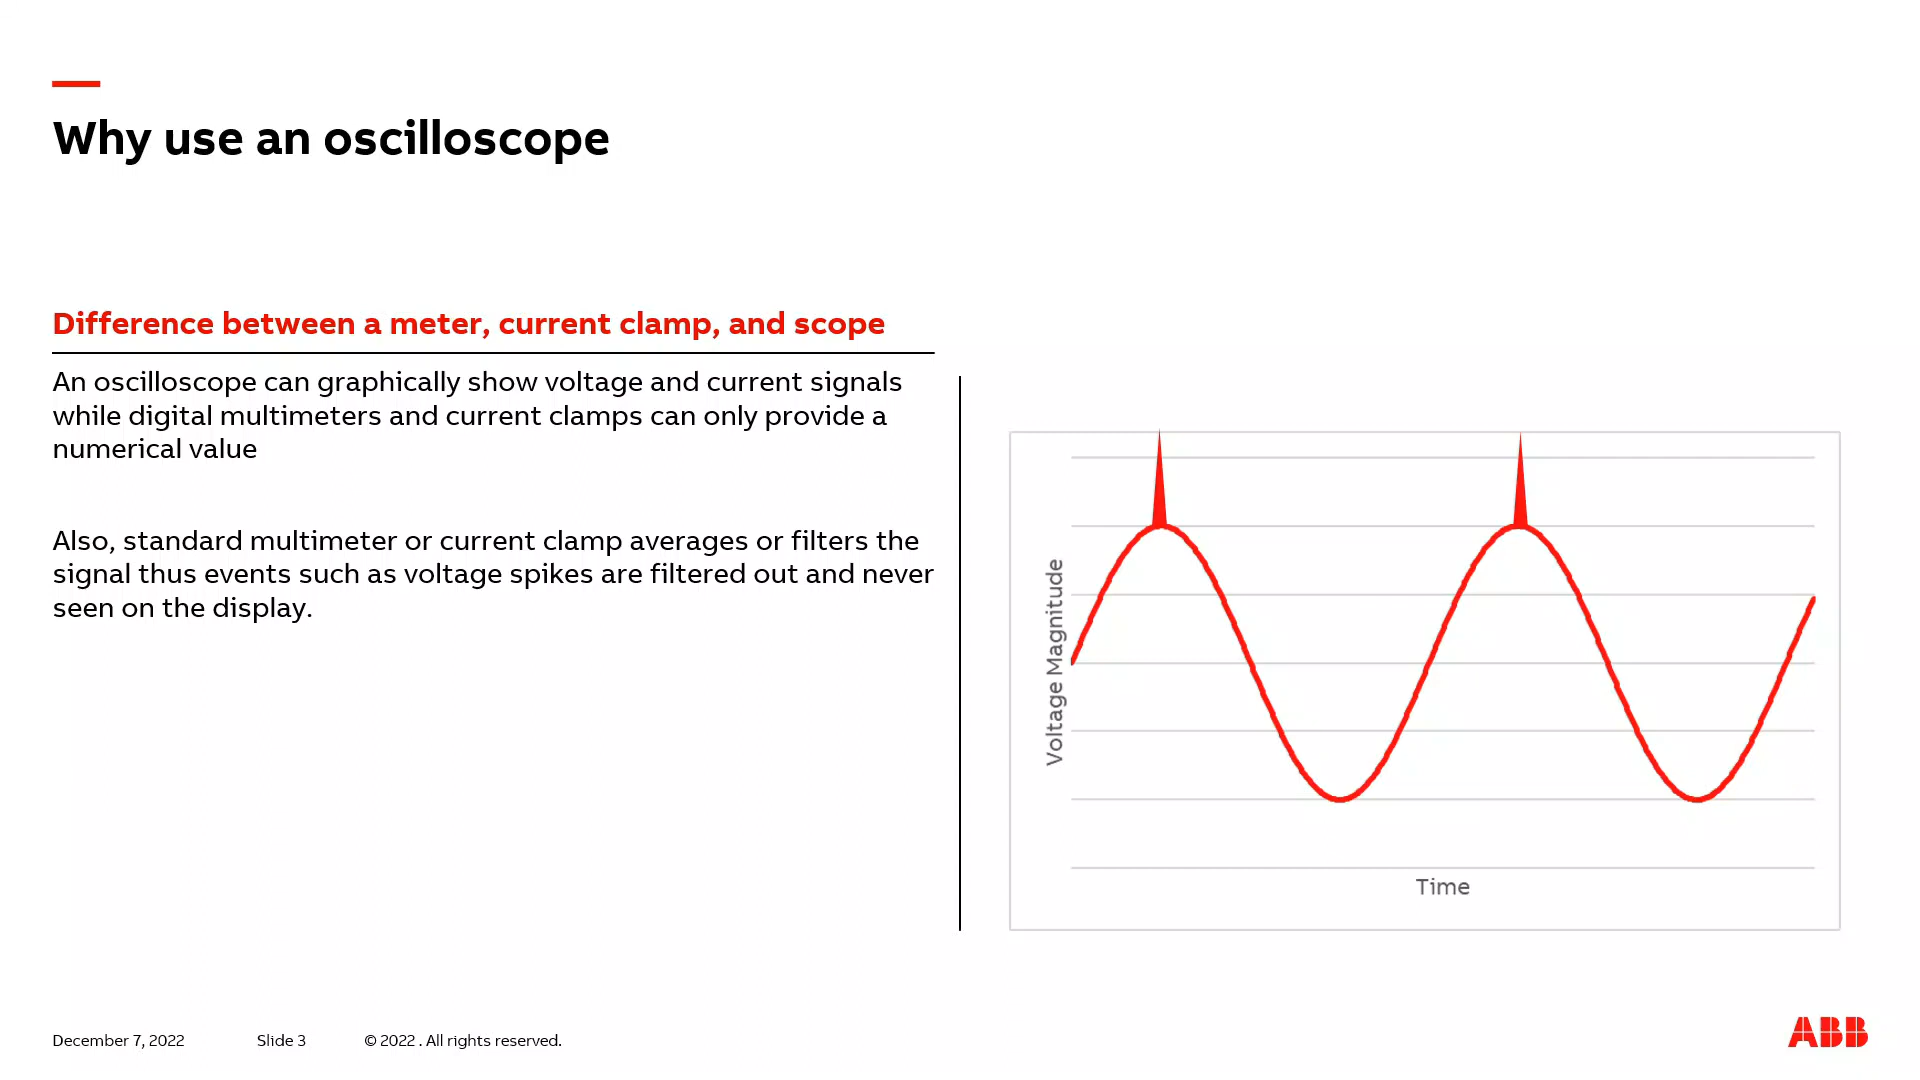 Why use an oscilloscope
Difference between a meter, current clamp, and scope
An oscilloscope can graphically show voltage and current signals
while digital multimeters and current clamps can only provide a
numerical value
Also, standard multimeter or current clamp averages or filters the
signal thus events such as voltage spikes are filtered out and never
seen on the display.
Voltage Magnitude
Time
December 7, 2022 Slide 3 © 2022 . All rights reserved.
ABB